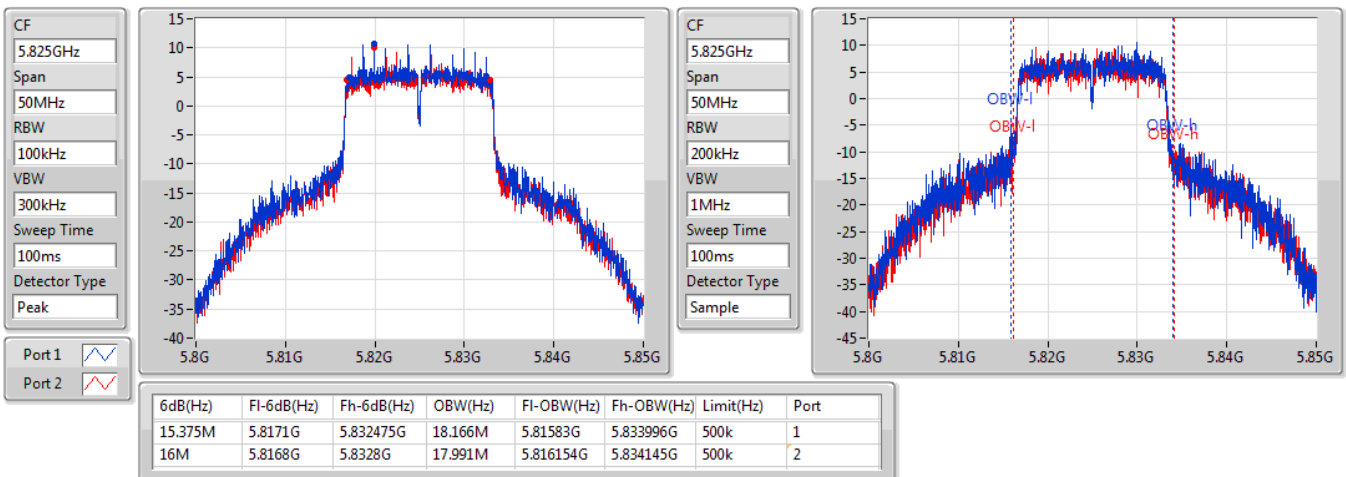 CF
5.825GHz
Span
50MHz
RBW
100kHz
VBW
300kHz
Sweep Time
100ms
Detector Type
Peak
Port 1
Port 2
15
10
5
0
-5
-10
-15
-20
-25
-30
-35
-40
5.8G 5.81G 5.82G 5.83G 5.84G 5.85G
CF
5.825GHz
Span
50MHz
RBW
200kHz
VBW
1MHz
Sweep Time
100ms
Detector Type
Sample
15
10
5
0
-5
-10
-15
-20
-25
-30
-35
-40
-45
OBW-l
OBW-l
OBW-h
OBW-h
5.8G 5.81G 5.82G 5.83G 5.84G 5.85G
6dB(Hz) Fl-6dB(Hz) Fh-6dB(Hz) OBW(Hz) Fl-OBW(Hz) Fh-OBW(Hz) Limit(Hz) Port
15.375M 5.8171G 5.832475G 18.166M 5.81583G 5.833996G 500k 1
16M 5.8168G 5.8328G 17.991M 5.816154G 5.834145G 500k 2